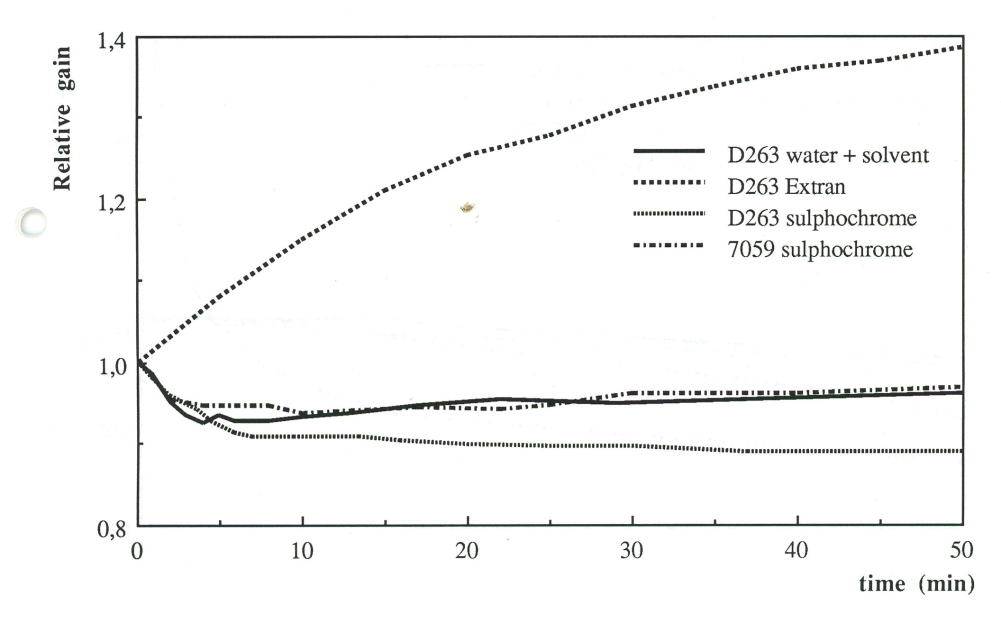 Relative gain
1,4
1,2
1,0
0,8
D263 water + solvent
D263 Extran
D263 sulphochrome
7059 sulphochrome
0 10 20 30 40 50
time (min)